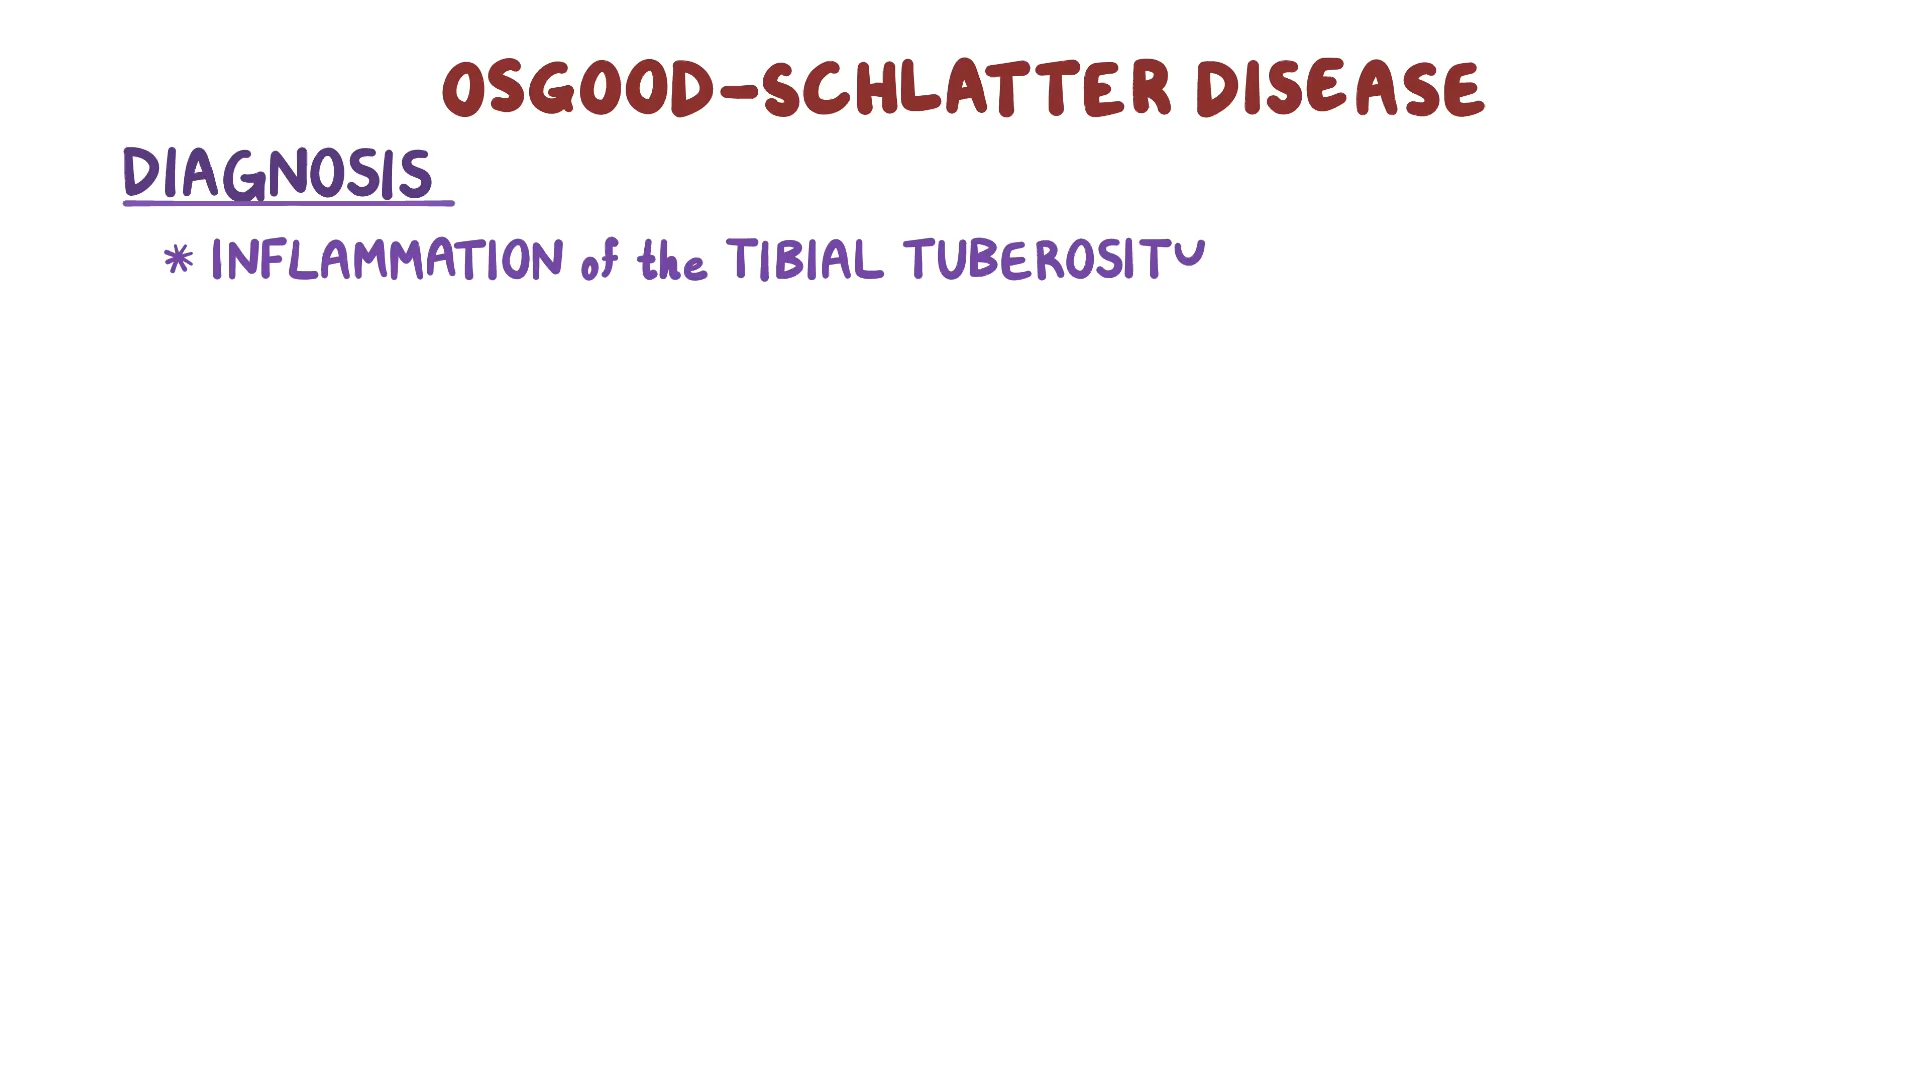 OSGOOD-SCHLATTER DISEASE
DIAGNOSIS
* INFLAMMATION of the TIBIAL TUBEROSITY